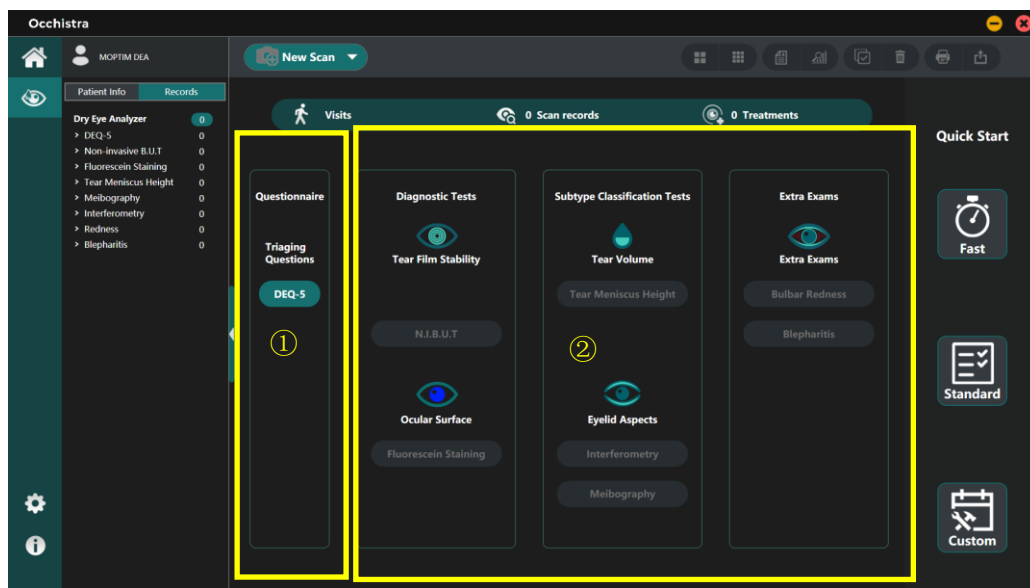 Occhistra
MOPTIM DEA
New Scan
Patient Info Records
Dry Eye Analyzer 0
> DEQ-5 0
> Non-invasive B.U.T 0
> Fluorescein Staining 0
> Tear Meniscus Height 0
> Meibography 0
> Interferometry 0
> Redness 0
> Blepharitis 0
Visits 0 Scan records 0 Treatments
Questionnaire
Triaging
Questions
DEQ-5
①
Diagnostic Tests
Tear Film Stability
N.I.B.U.T
Ocular Surface
Fluorescein Staining
Subtype Classification Tests
Tear Volume
Tear Meniscus Height
②
Eyelid Aspects
Interferometry
Meibography
Extra Exams
Extra Exams
Bulbar Redness
Blepharitis
Quick Start
Fast
Standard
Custom